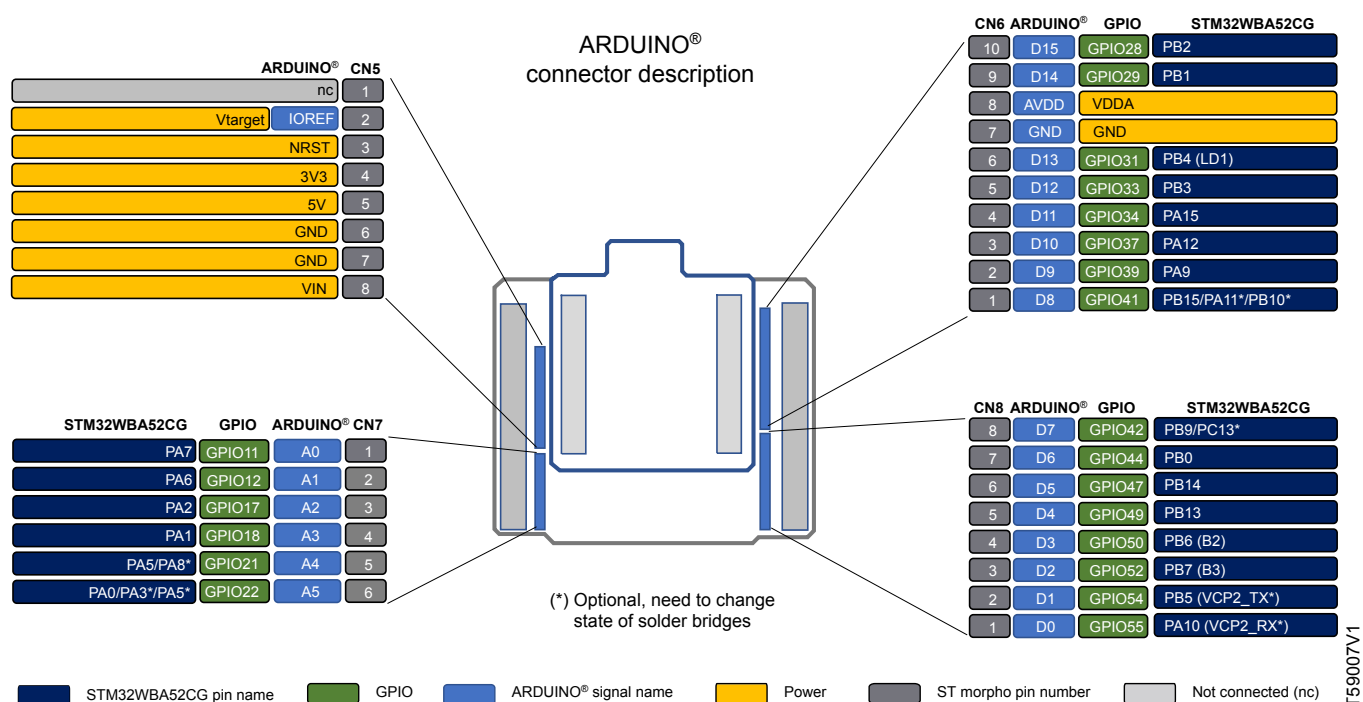 ARDUINO®
connector description
ARDUINO® CN5
nc 1
Vtarget IOREF 2
NRST 3
3V3 4
5V 5
GND 6
GND 7
VIN 8
CN6 ARDUINO® GPIO STM32WBA52CG
10 D15 GPIO28 PB2
9 D14 GPIO29 PB1
8 AVDD VDDA
7 GND GND
6 D13 GPIO31 PB4 (LD1)
5 D12 GPIO33 PB3
4 D11 GPIO34 PA15
3 D10 GPIO37 PA12
2 D9 GPIO39 PA9
1 D8 GPIO41 PB15/PA11*/PB10*
STM32WBA52CG GPIO ARDUINO® CN7
PA7 GPIO11 A0 1
PA6 GPIO12 A1 2
PA2 GPIO17 A2 3
PA1 GPIO18 A3 4
PA5/PA8* GPIO21 A4 5
PA0/PA3*/PA5* GPIO22 A5 6
CN8 ARDUINO® GPIO STM32WBA52CG
8 D7 GPIO42 PB9/PC13*
7 D6 GPIO44 PB0
6 D5 GPIO47 PB14
5 D4 GPIO49 PB13
4 D3 GPIO50 PB6 (B2)
3 D2 GPIO52 PB7 (B3)
2 D1 GPIO54 PB5 (VCP2_TX*)
1 D0 GPIO55 PA10 (VCP2_RX*)
(*) Optional, need to change
state of solder bridges
STM32WBA52CG pin name GPIO ARDUINO® signal name Power ST morpho pin number Not connected (nc)
T59007V1